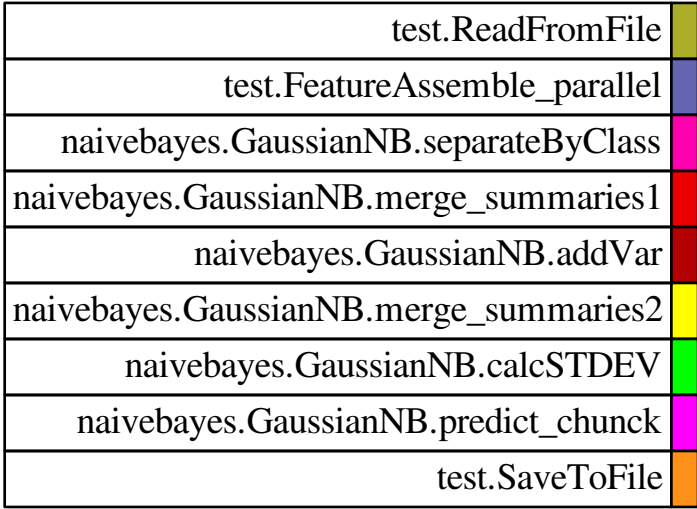 test.ReadFromFile
test.FeatureAssemble_parallel
naivebayes.GaussianNB.separateByClass
naivebayes.GaussianNB.merge_summaries1
naivebayes.GaussianNB.addVar
naivebayes.GaussianNB.merge_summaries2
naivebayes.GaussianNB.calcSTDEV
naivebayes.GaussianNB.predict_chunck
test.SaveToFile